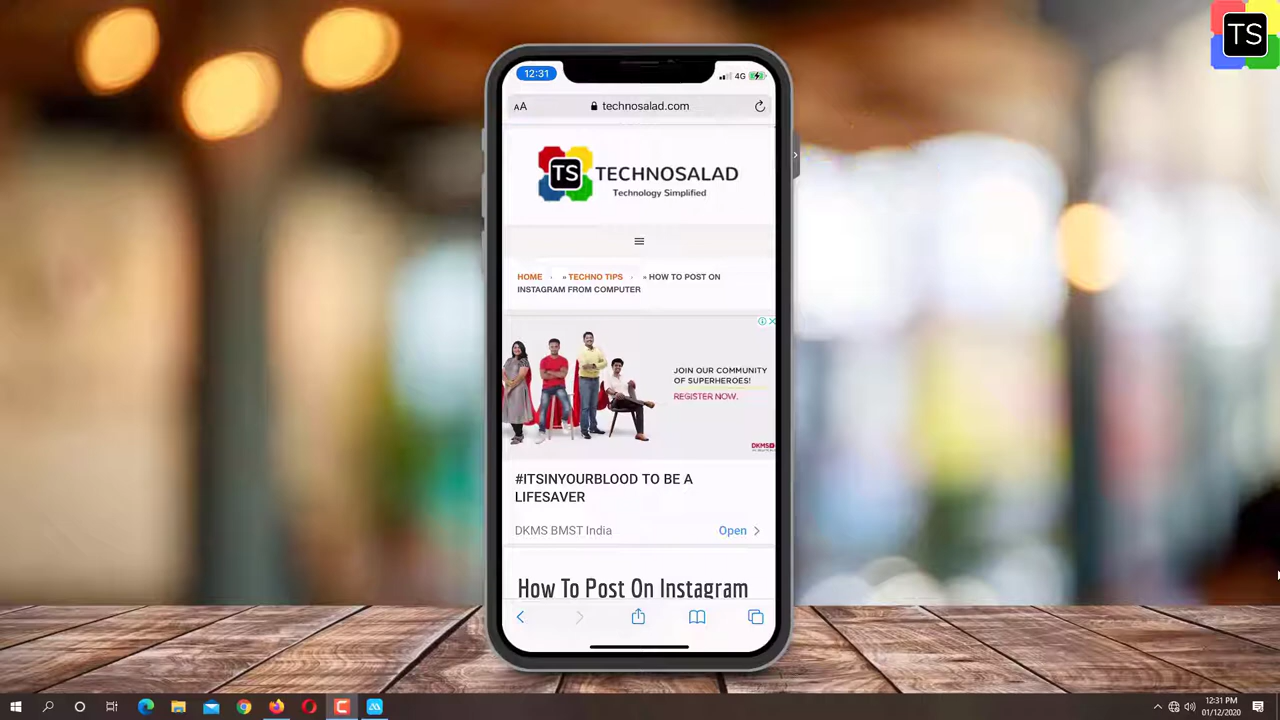 TS
12:31
4G
AA
technosalad.com
TS TECHNOSALAD
Technology Simplified
HOME · » TECHNO TIPS · » HOW TO POST ON
INSTAGRAM FROM COMPUTER
JOIN OUR COMMUNITY
OF SUPERHEROES!
REGISTER NOW.
DKMS
#ITSINYOURBLOOD TO BE A
LIFESAVER
DKMS BMST India
Open
How To Post On Instagram
12:31 PM
01/12/2020